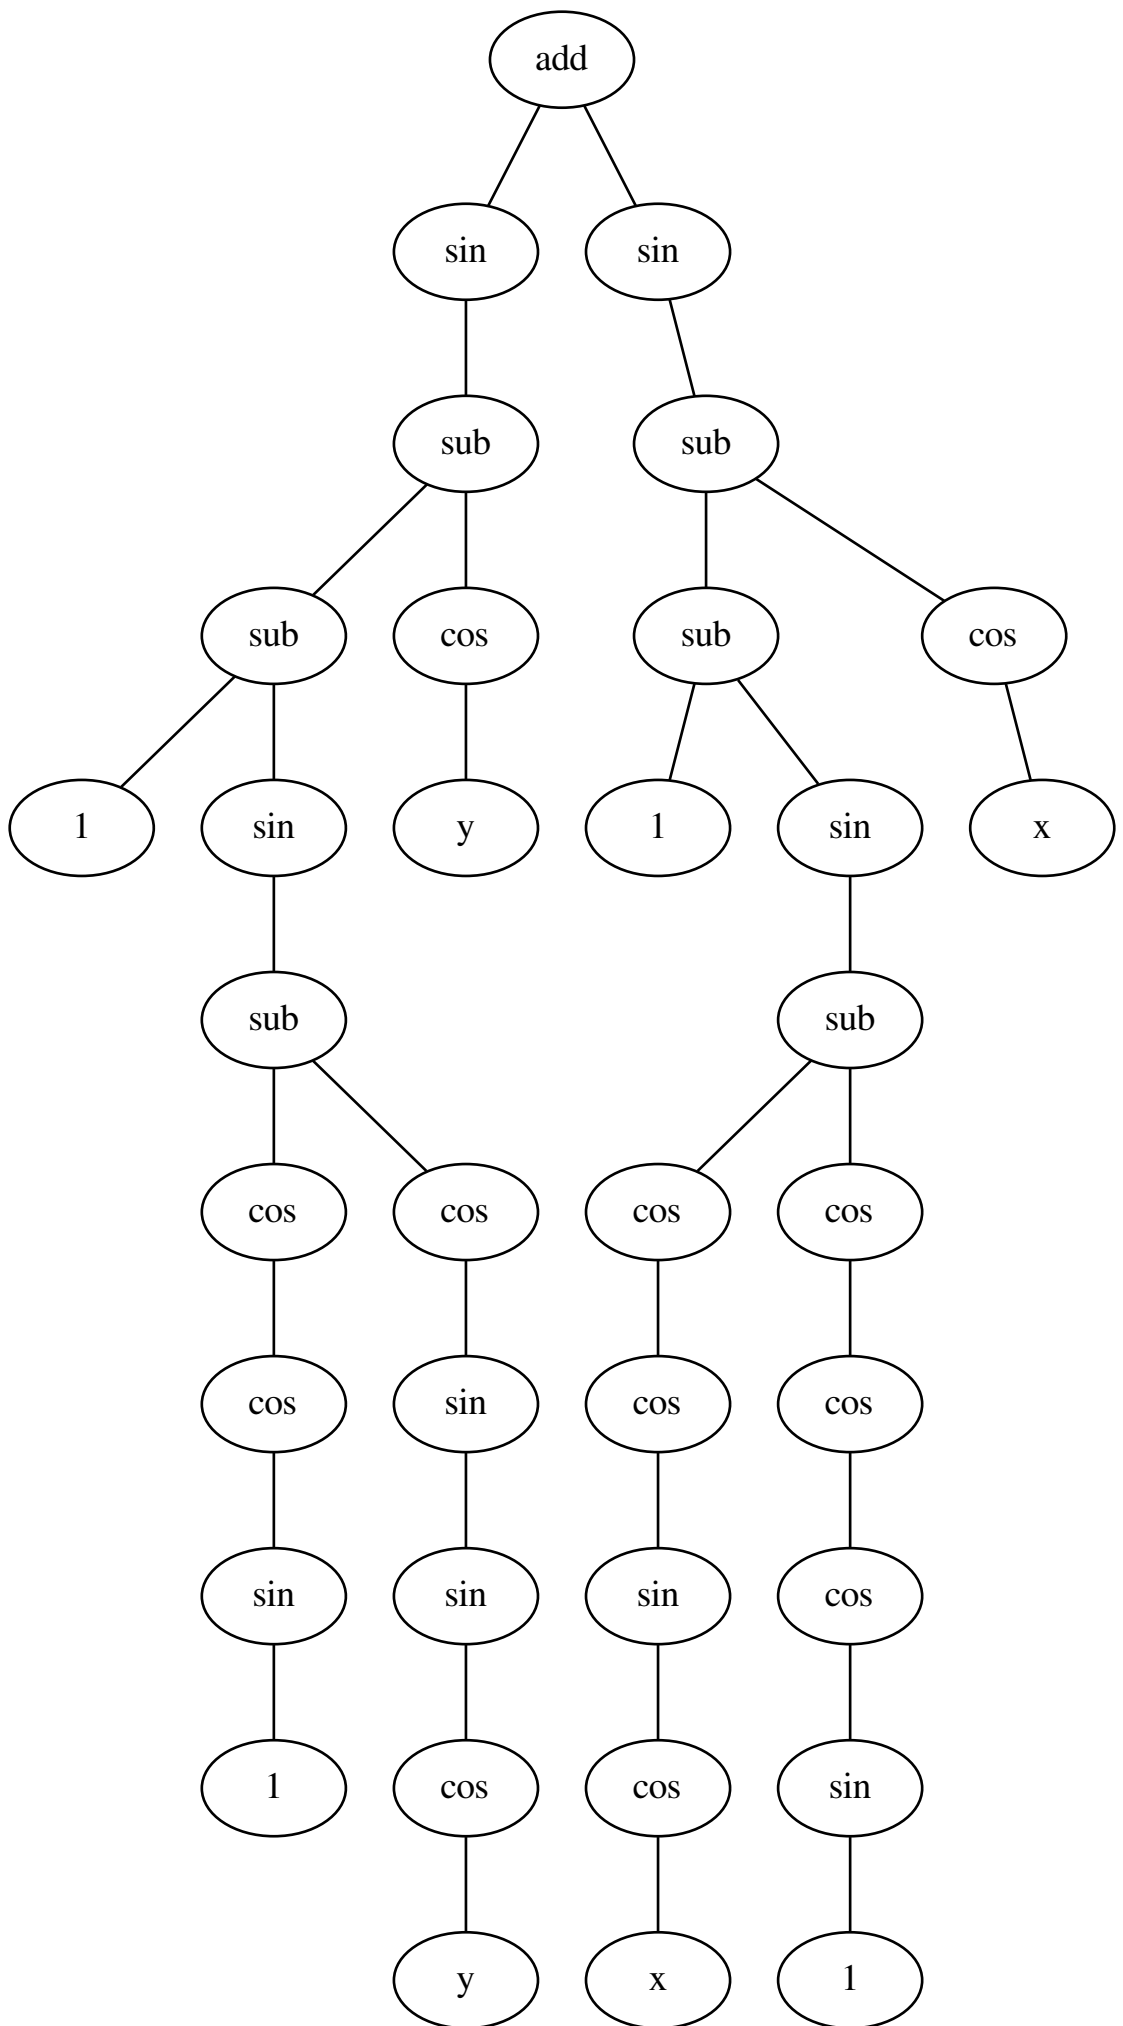 add
sin sin
sub sub
sub cos sub cos
1 sin y 1 sin x
sub sub
cos cos cos cos
cos sin cos cos
sin sin sin cos
1 cos cos sin
y x 1